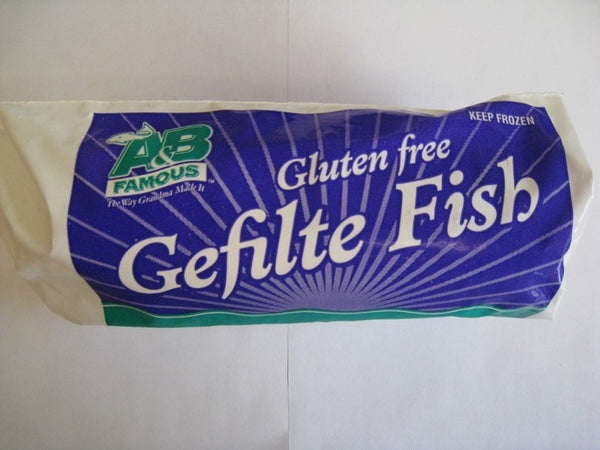 KEEP FROZEN
A&B
FAMOUS
The Way Grandma Made It
Gluten free
Gefilte Fish